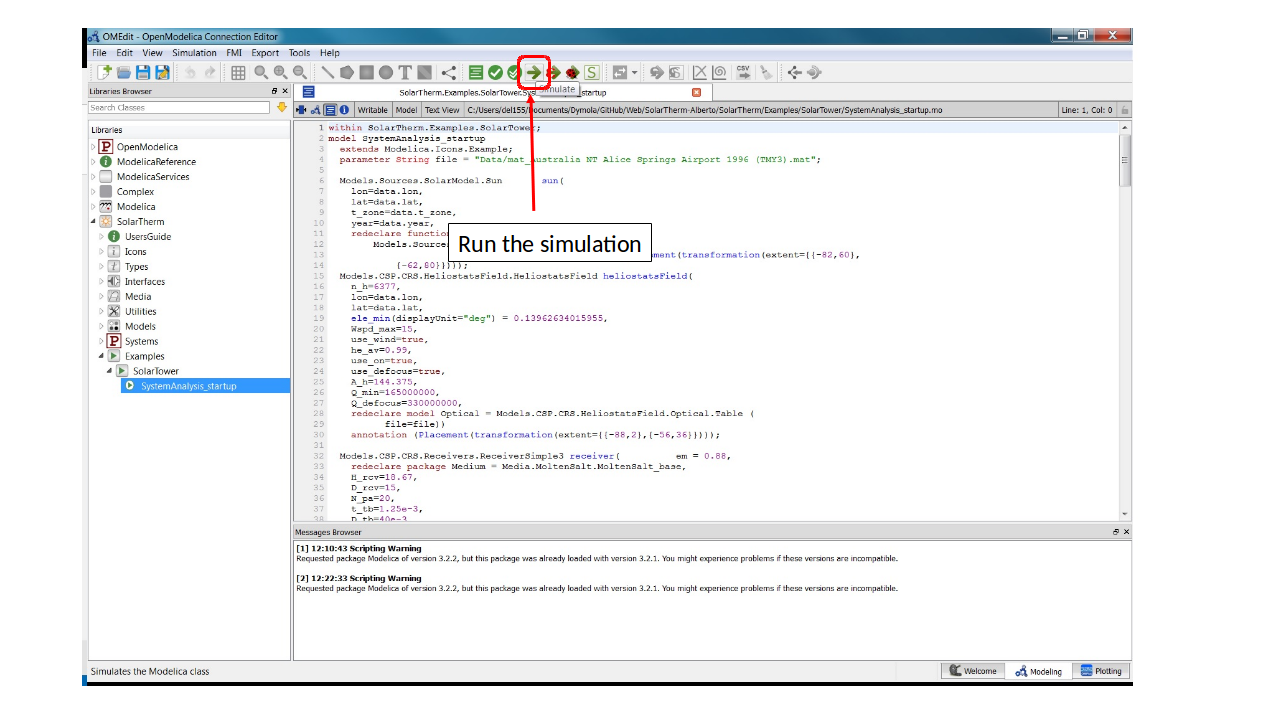 OMEdit - OpenModelica Connection Editor
File Edit View Simulation FMI Export Tools Help
Libraries Browser
Search Classes
Libraries
OpenModelica
ModelicaReference
ModelicaServices
Complex
Modelica
SolarTherm
UsersGuide
Icons
Types
Interfaces
Media
Utilities
Models
Systems
Examples
SolarTower
SystemAnalysis_startup
SolarTherm.Examples.SolarTower.Sys
startup
Simulate
Writable Model Text View C:/Users/del155/Documents/Dymola/GitHub/Web/SolarTherm-Alberto/SolarTherm/Examples/SolarTower/SystemAnalysis_startup.mo Line: 1, Col: 0
1 within SolarTherm.Examples.SolarTower;
2 model SystemAnalysis_startup
3 extends Modelica.Icons.Example;
4 parameter String file = "Data/mat_Australia NT Alice Springs Airport 1996 (TMY3).mat";
5
6 Models.Sources.SolarModel.Sun sun(
7 lon=data.lon,
8 lat=data.lat,
9 t_zone=data.t_zone,
10 year=data.year,
11 redeclare function
12 Models.Sources
13 ment(transformation(extent={{-82,60},
14 {-62,80}})));
15 Models.CSP.CRS.HeliostatsField.HeliostatsField heliostatsField(
16 n_h=6377,
17 lon=data.lon,
18 lat=data.lat,
19 ele_min(displayUnit="deg") = 0.13962634015955,
20 Wspd_max=15,
21 use_wind=true,
22 he_av=0.99,
23 use_on=true,
24 use_defocus=true,
25 A_h=144.375,
26 Q_min=165000000,
27 Q_defocus=330000000,
28 redeclare model Optical = Models.CSP.CRS.HeliostatsField.Optical.Table (
29 file=file))
30 annotation (Placement(transformation(extent={{-88,2},{-56,36}})));
31
32 Models.CSP.CRS.Receivers.ReceiverSimple3 receiver( em = 0.88,
33 redeclare package Medium = Media.MoltenSalt.MoltenSalt_base,
34 H_rcv=18.67,
35 D_rcv=15,
36 N_pa=20,
37 t_tb=1.25e-3,
38 D_tb=40e-3
Run the simulation
Messages Browser
[1] 12:10:43 Scripting Warning
Requested package Modelica of version 3.2.2, but this package was already loaded with version 3.2.1. You might experience problems if these versions are incompatible.
[2] 12:22:33 Scripting Warning
Requested package Modelica of version 3.2.2, but this package was already loaded with version 3.2.1. You might experience problems if these versions are incompatible.
Simulates the Modelica class
Welcome Modeling Plotting